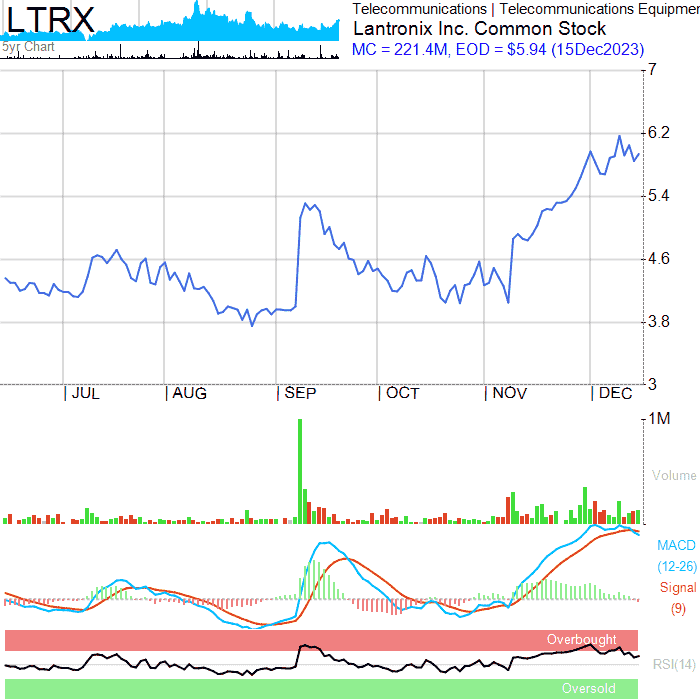 LTRX
5yr Chart
Telecommunications | Telecommunications Equipmen
Lantronix Inc. Common Stock
MC = 221.4M, EOD = $5.94 (15Dec2023)
7
6.2
5.4
4.6
3.8
3
| JUL | AUG | SEP | OCT | NOV | DEC
1M
Volume
MACD
(12-26)
Signal
(9)
Overbought
RSI(14)
Oversold